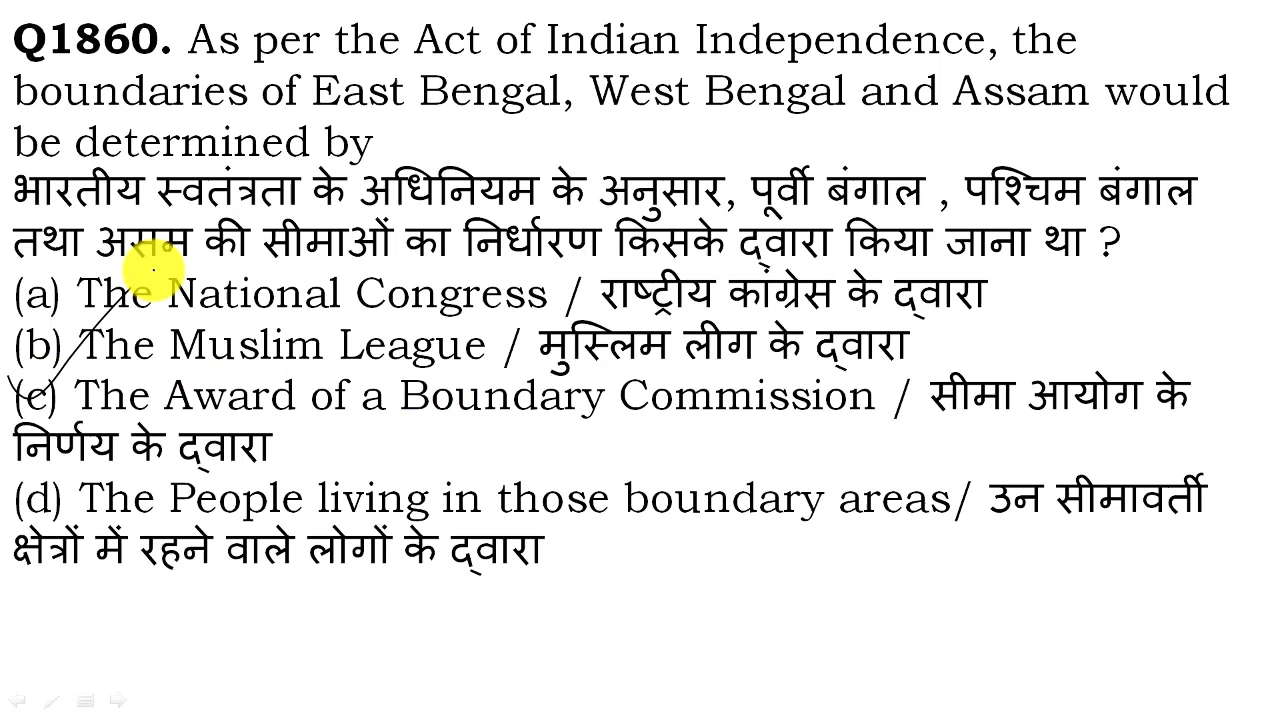 Q1860. As per the Act of Indian Independence, the
boundaries of East Bengal, West Bengal and Assam would
be determined by
भारतीय स्वतंत्रता के अधिनियम के अनुसार, पूर्वी बंगाल , पश्चिम बंगाल
तथा असम की सीमाओं का निर्धारण किसके द्वारा किया जाना था ?
(a) The National Congress / राष्ट्रीय कांग्रेस के द्वारा
(b) The Muslim League / मुस्लिम लीग के द्वारा
(c) The Award of a Boundary Commission / सीमा आयोग के
निर्णय के द्वारा
(d) The People living in those boundary areas/ उन सीमावर्ती
क्षेत्रों में रहने वाले लोगों के द्वारा